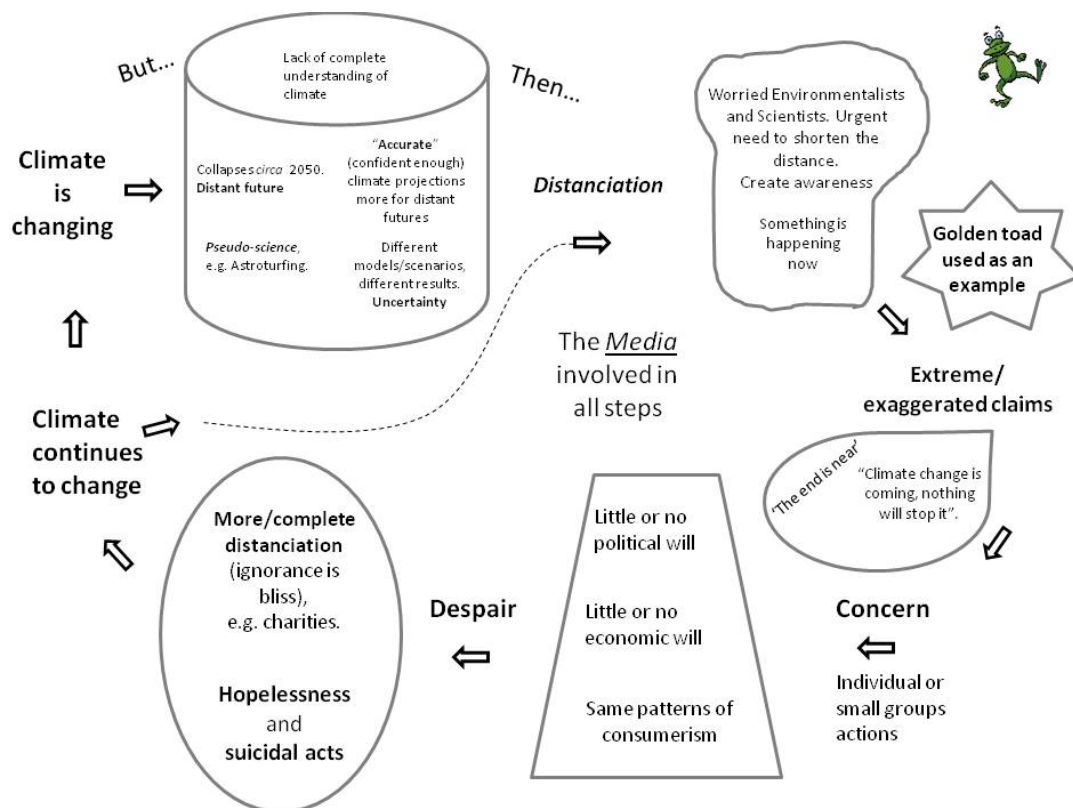 But...
Lack of complete
understanding of
climate
Then...
Climate
is
changing
Collapses circa 2050.
Distant future
"Accurate"
(confident enough)
climate projections
more for distant
futures
Pseudo-science,
e.g. Astroturfing.
Different
models/scenarios,
different results.
Uncertainty
Distanciation
Worried Environmentalists
and Scientists. Urgent
need to shorten the
distance.
Create awareness
Something is
happening
now
Golden toad
used as an
example
The Media
involved in
all steps
Extreme/
exaggerated claims
'The end is near'
"Climate change is
coming, nothing
will stop it".
Concern
Individual or
small groups
actions
Little or no
political will
Little or no
economic will
Same patterns of
consumerism
Despair
More/complete
distanciation
(ignorance is
bliss),
e.g. charities.
Hopelessness
and
suicidal acts
Climate
continues
to change